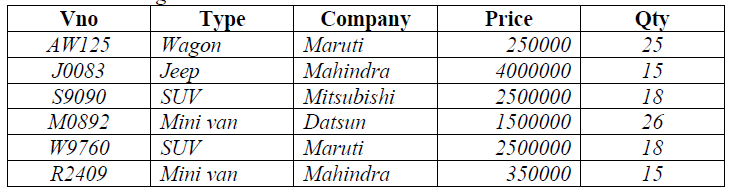 Vno Type Company Price Qty
AW125 Wagon Maruti 250000 25
J0083 Jeep Mahindra 4000000 15
S9090 SUV Mitsubishi 2500000 18
M0892 Mini van Datsun 1500000 26
W9760 SUV Maruti 2500000 18
R2409 Mini van Mahindra 350000 15